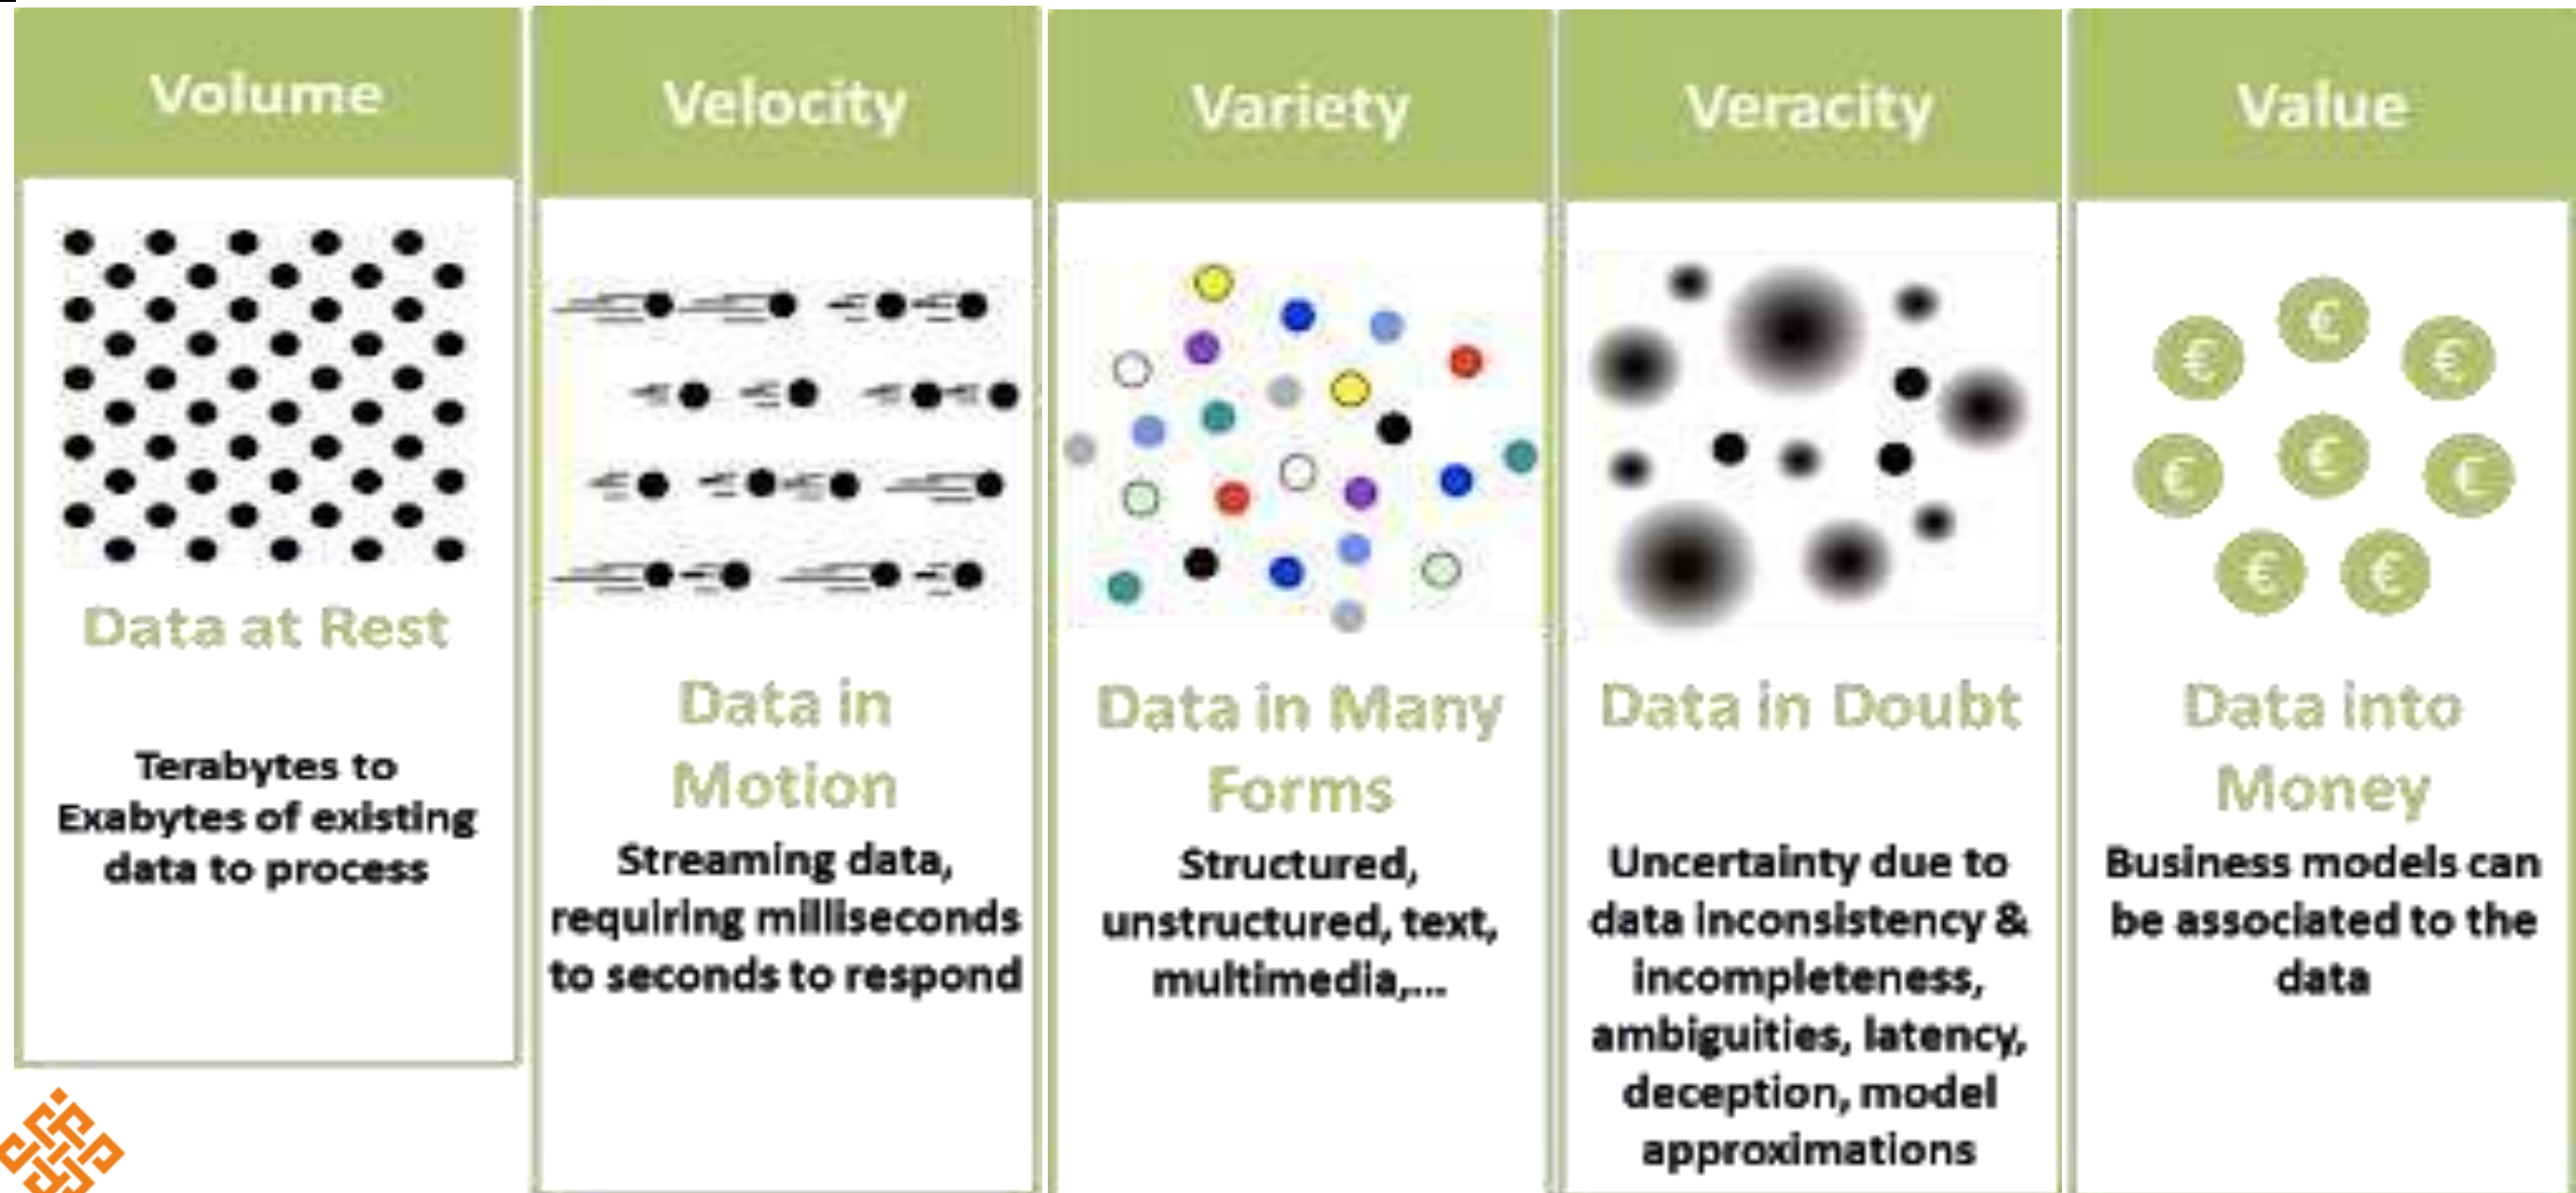 Volume
Data at Rest
Terabytes to
Exabytes of existing
data to process
Velocity
Data in
Motion
Streaming data,
requiring milliseconds
to seconds to respond
Variety
Data in Many
Forms
Structured,
unstructured, text,
multimedia,...
Veracity
Data in Doubt
Uncertainty due to
data inconsistency &
incompleteness,
ambiguities, latency,
deception, model
approximations
Value
€
€
€
€
€
€
€
€
Data into
Money
Business models can
be associated to the
data